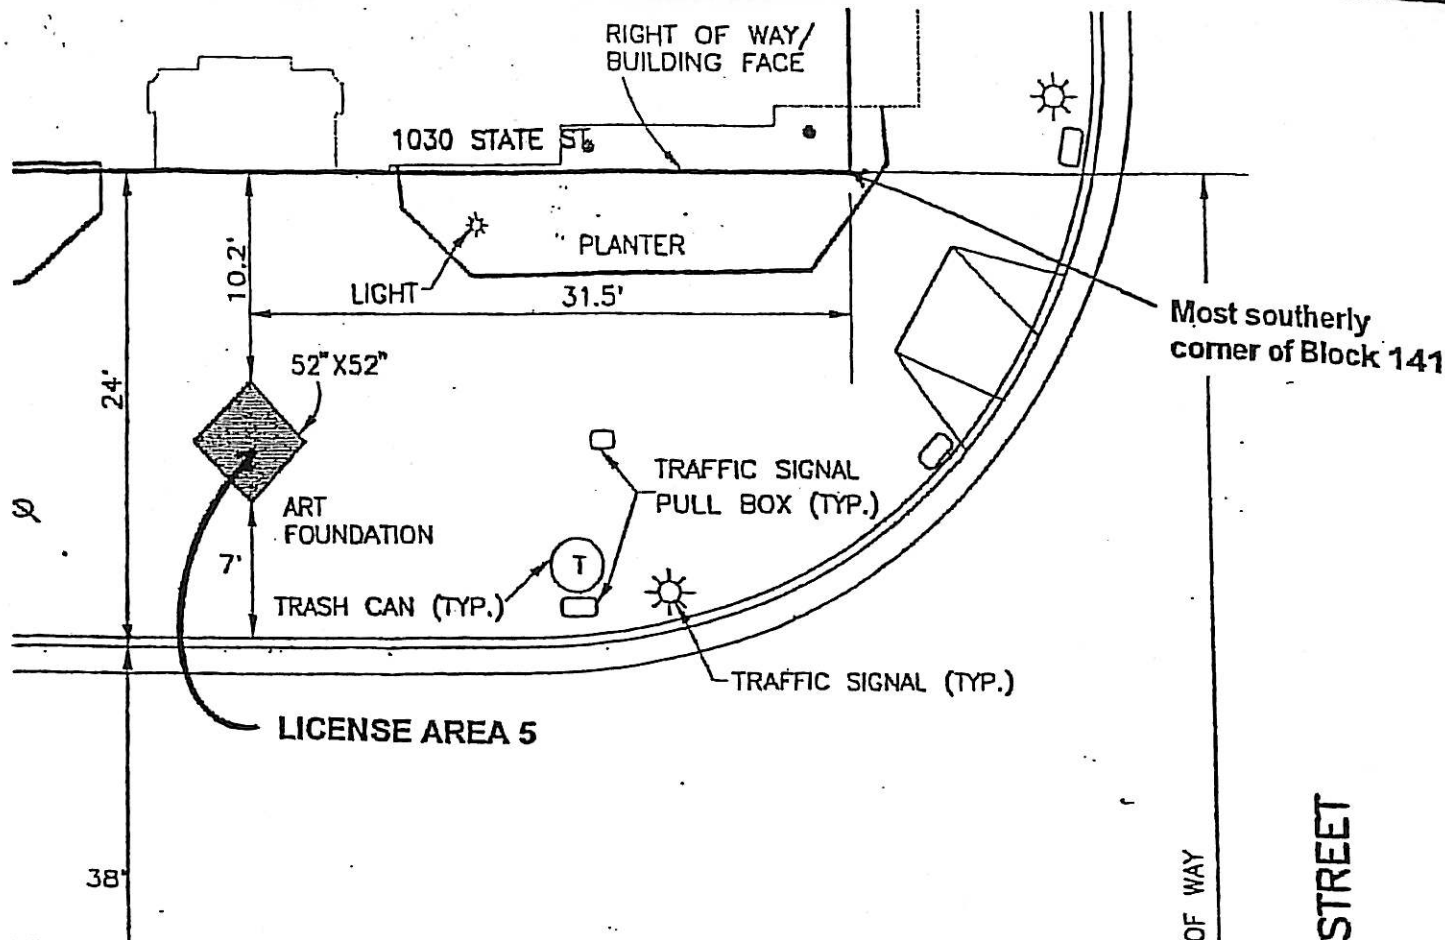 RIGHT OF WAY/
BUILDING FACE
1030 STATE ST.
PLANTER
LIGHT
10.2'
31.5'
24'
52"X52"
Most southerly
corner of Block 141
TRAFFIC SIGNAL
PULL BOX (TYP.)
ART
FOUNDATION
7'
T
TRASH CAN (TYP.)
TRAFFIC SIGNAL (TYP.)
LICENSE AREA 5
38'
OF WAY
STREET